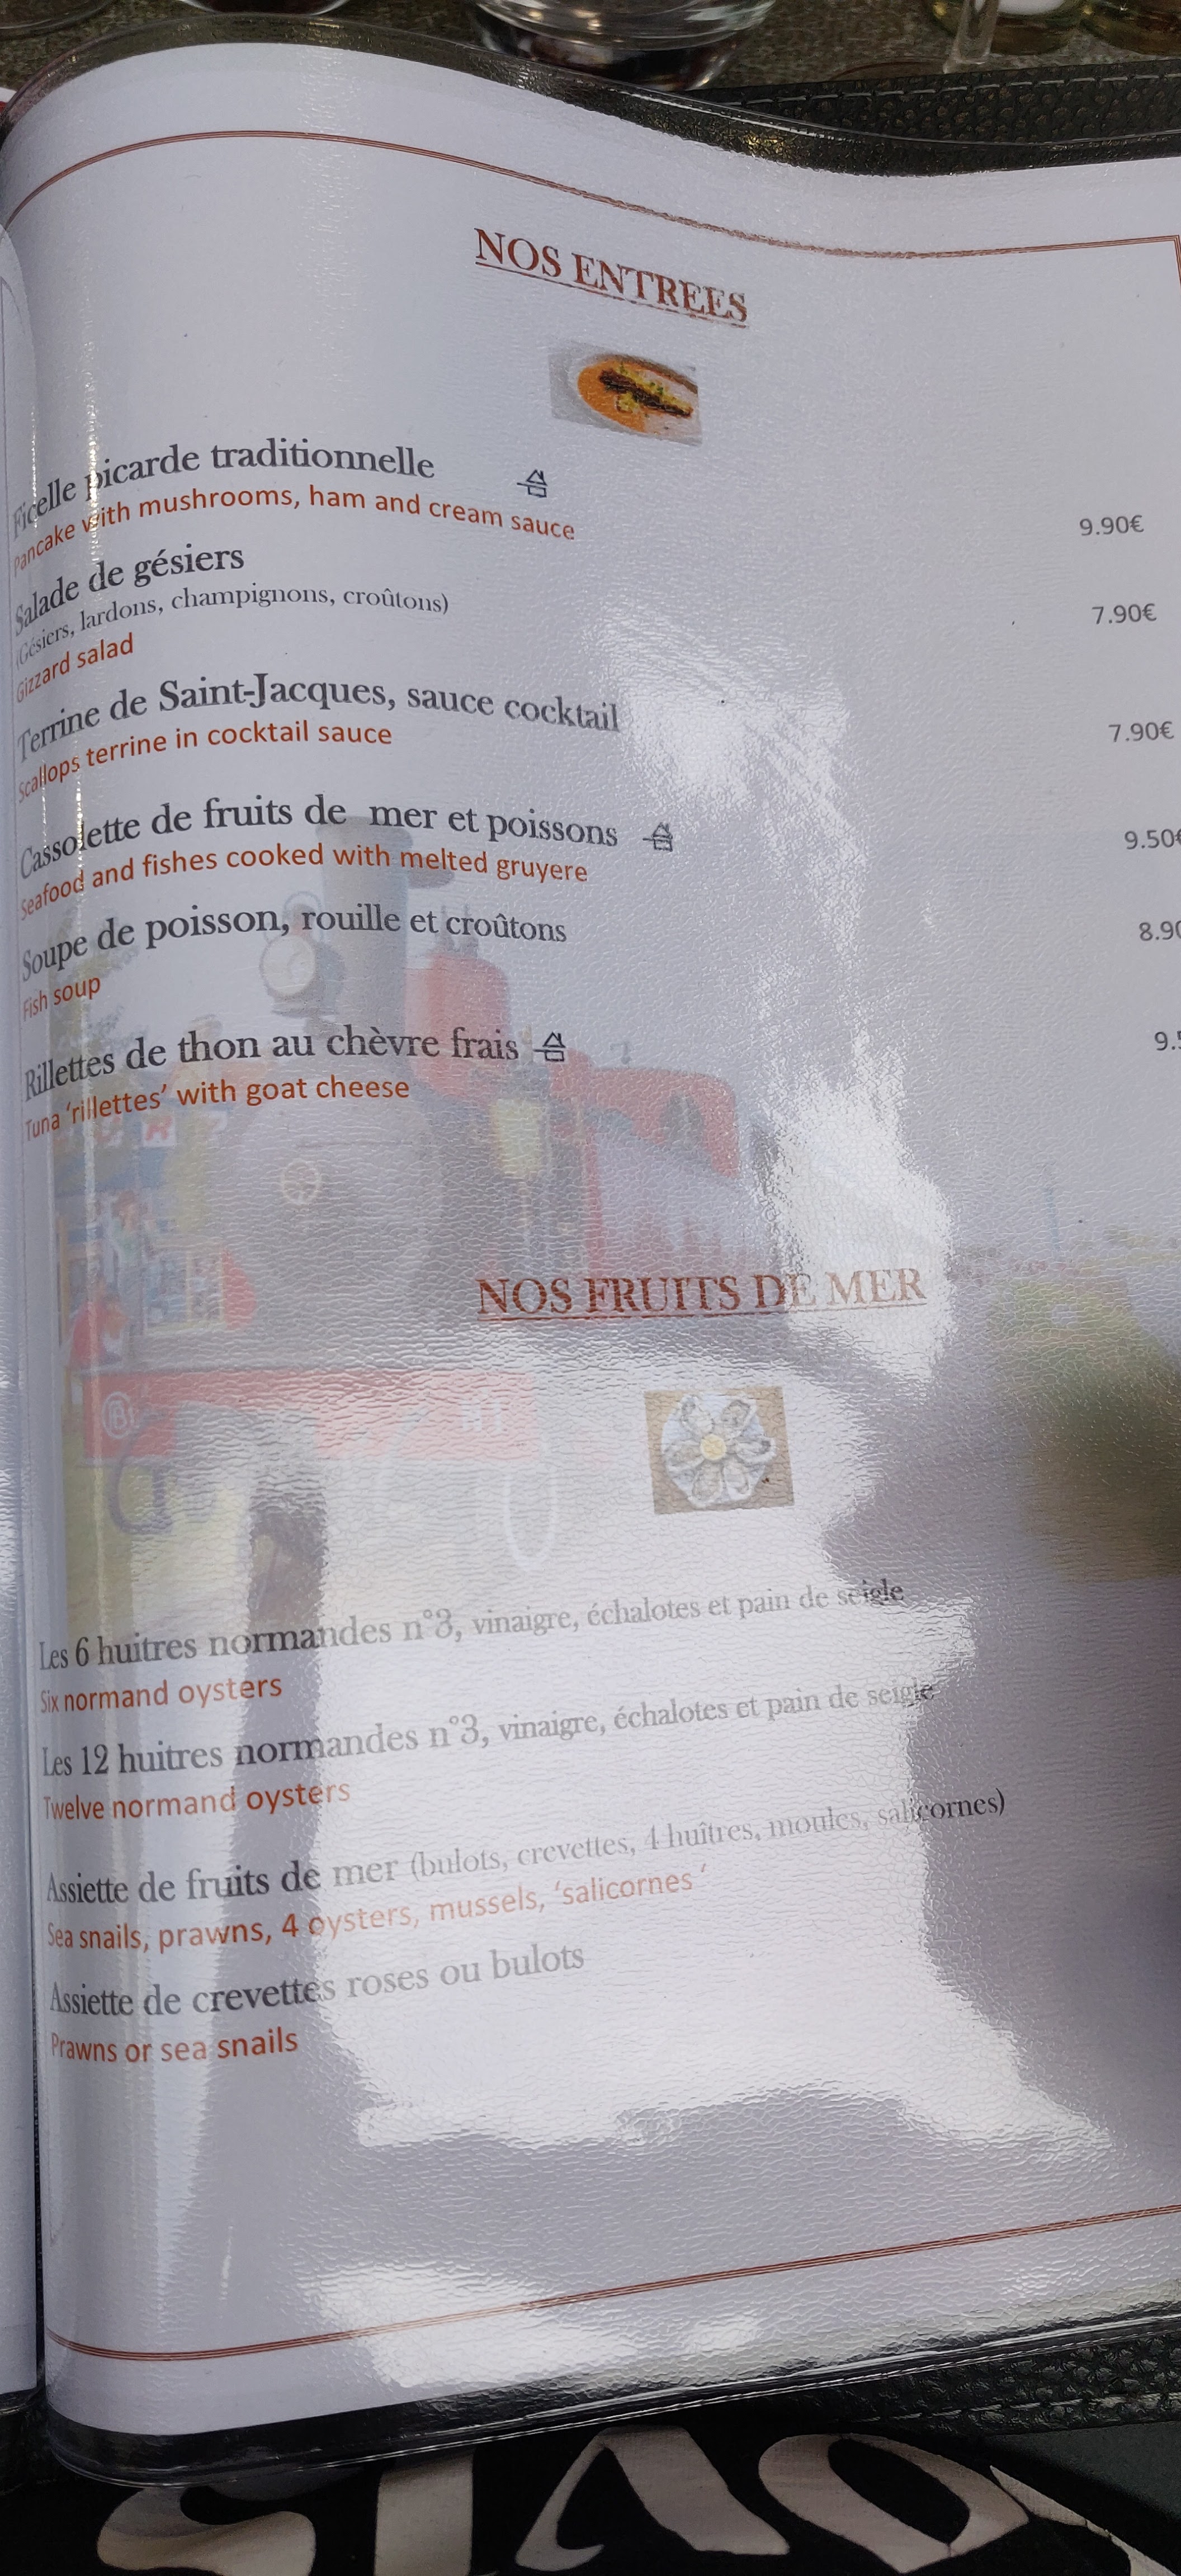 NOS ENTREES
Ficelle picarde traditionnelle
Pancake with mushrooms, ham and cream sauce
9.90€
Salade de gésiers
7.90€
(Gésiers, lardons, champignons, croûtons)
Gizzard salad
Terrine de Saint-Jacques, sauce cocktail
7.90€
Scallops terrine in cocktail sauce
Cassolette de fruits de mer et poissons
9.50€
Seafood and fishes cooked with melted gruyere
Soupe de poisson, rouille et croûtons
8.90
Fish soup
Rillettes de thon au chèvre frais
9.5
Tuna ‘rillettes’ with goat cheese
NOS FRUITS DE MER
Les 6 huitres normandes n°3, vinaigre, échalotes et pain de seigle
Six normand oysters
Les 12 huitres normandes n°3, vinaigre, échalotes et pain de seigle
Twelve normand oysters
Assiette de fruits de mer (bulots, crevettes, 4 huîtres, moules, salicornes)
Sea snails, prawns, 4 oysters, mussels, ‘salicornes ’
Assiette de crevettes roses ou bulots
Prawns or sea snails